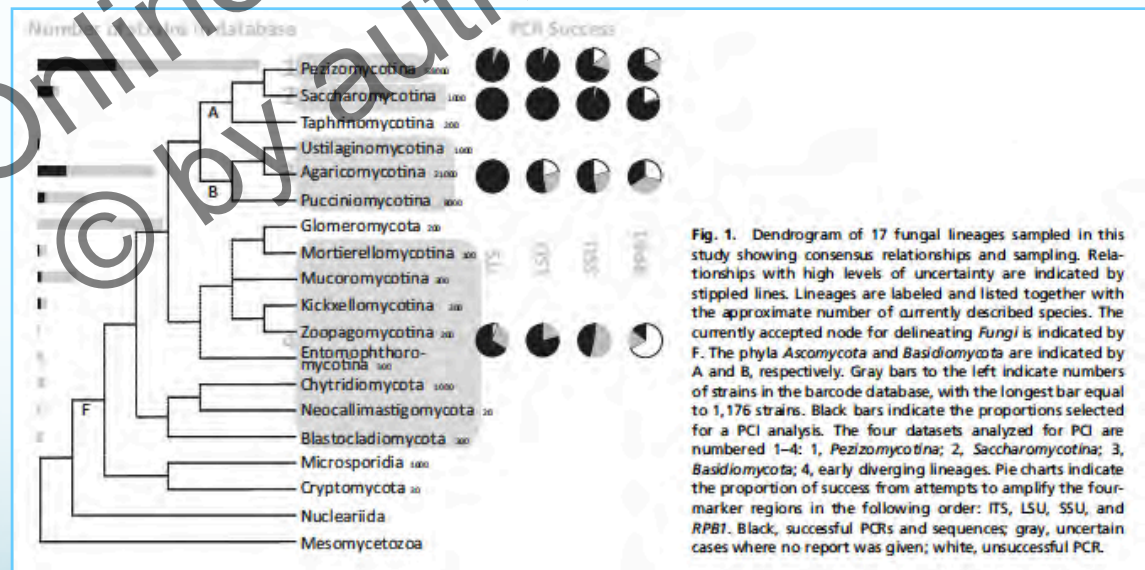 Number of strains in database
PCR Success
Pezizomycotina
Saccharomycotina 1000
A
Taphrinomycotina 200
Ustilaginomycotina 1000
Agaricomycotina 21000
B
Pucciniomycotina 8000
Glomeromycota 200
Mortierellomycotina
Mucoromycotina
Kickxellomycotina 200
Zoopagomycotina 200
Entomophthoro-
mycotina
Chytridiomycota 1000
F
Neocallimastigomycota 20
Blastocladiomycota
Microsporidia 1000
Cryptomycota 30
Nucleariida
Mesomycetozoa
ITS
LSU
SSU
RPB1
Fig. 1. Dendrogram of 17 fungal lineages sampled in this
study showing consensus relationships and sampling. Rela-
tionships with high levels of uncertainty are indicated by
stippled lines. Lineages are labeled and listed together with
the approximate number of currently described species. The
currently accepted node for delineating Fungi is indicated by
F. The phyla Ascomycota and Basidiomycota are indicated by
A and B, respectively. Gray bars to the left indicate numbers
of strains in the barcode database, with the longest bar equal
to 1,176 strains. Black bars indicate the proportions selected
for a PCI analysis. The four datasets analyzed for PCI are
numbered 1–4: 1, Pezizomycotina; 2, Saccharomycotina; 3,
Basidiomycota; 4, early diverging lineages. Pie charts indicate
the proportion of success from attempts to amplify the four-
marker regions in the following order: ITS, LSU, SSU, and
RPB1. Black, successful PCRs and sequences; gray, uncertain
cases where no report was given; white, unsuccessful PCR.
Online
© by auth